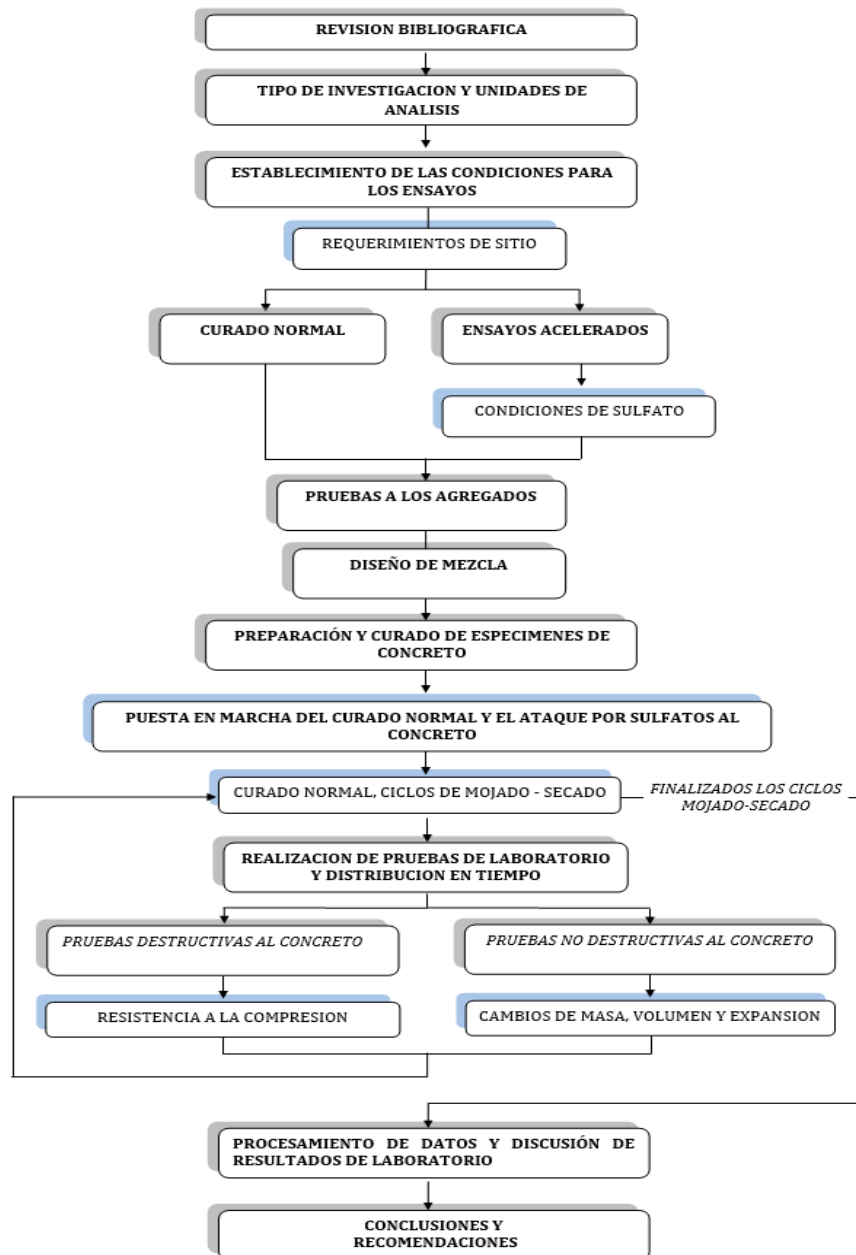 REVISION BIBLIOGRAFICA
TIPO DE INVESTIGACION Y UNIDADES DE
ANALISIS
ESTABLECIMIENTO DE LAS CONDICIONES PARA
LOS ENSAYOS
REQUERIMIENTOS DE SITIO
CURADO NORMAL
ENSAYOS ACELERADOS
CONDICIONES DE SULFATO
PRUEBAS A LOS AGREGADOS
DISEÑO DE MEZCLA
PREPARACIÓN Y CURADO DE ESPECIMENES DE
CONCRETO
PUESTA EN MARCHA DEL CURADO NORMAL Y EL ATAQUE POR SULFATOS AL
CONCRETO
CURADO NORMAL, CICLOS DE MOJADO - SECADO
FINALIZADOS LOS CICLOS
MOJADO-SECADO
REALIZACION DE PRUEBAS DE LABORATORIO
Y DISTRIBUCION EN TIEMPO
PRUEBAS DESTRUCTIVAS AL CONCRETO
PRUEBAS NO DESTRUCTIVAS AL CONCRETO
RESISTENCIA A LA COMPRESION
CAMBIOS DE MASA, VOLUMEN Y EXPANSION
PROCESAMIENTO DE DATOS Y DISCUSIÓN DE
RESULTADOS DE LABORATORIO
CONCLUSIONES Y
RECOMENDACIONES